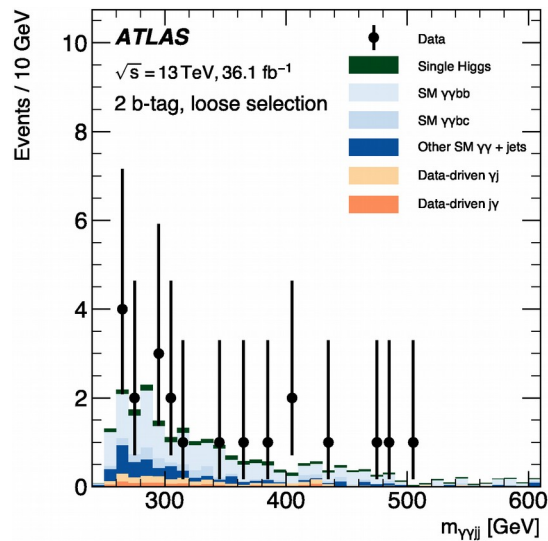 Events / 10 GeV
10
8
6
4
2
0
ATLAS
√s = 13 TeV, 36.1 fb⁻¹
2 b-tag, loose selection
Data
Single Higgs
SM γγbb
SM γγbc
Other SM γγ + jets
Data-driven γj
Data-driven jγ
300 400 500 600
m_γγjj [GeV]